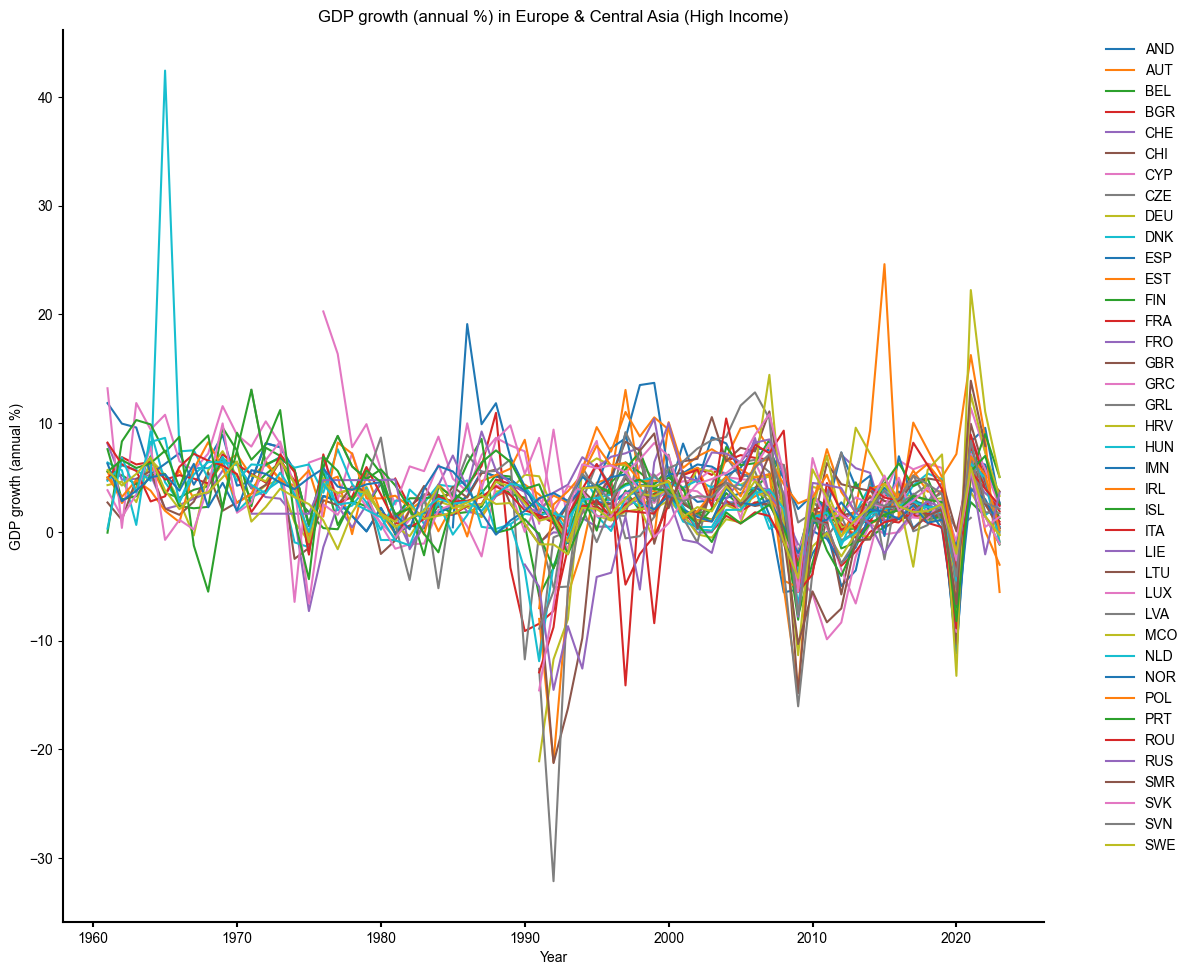 GDP growth (annual %) in Europe & Central Asia (High Income)
GDP growth (annual %)
40
30
20
10
0
−10
−20
−30
1960
1970
1980
1990
2000
2010
2020
Year
AND
AUT
BEL
BGR
CHE
CHI
CYP
CZE
DEU
DNK
ESP
EST
FIN
FRA
FRO
GBR
GRC
GRL
HRV
HUN
IMN
IRL
ISL
ITA
LIE
LTU
LUX
LVA
MCO
NLD
NOR
POL
PRT
ROU
RUS
SMR
SVK
SVN
SWE